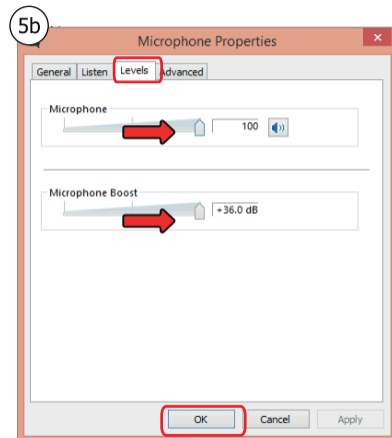 5b
Microphone Properties
General Listen Levels Advanced
Microphone
100
Microphone Boost
+36.0 dB
OK Cancel Apply